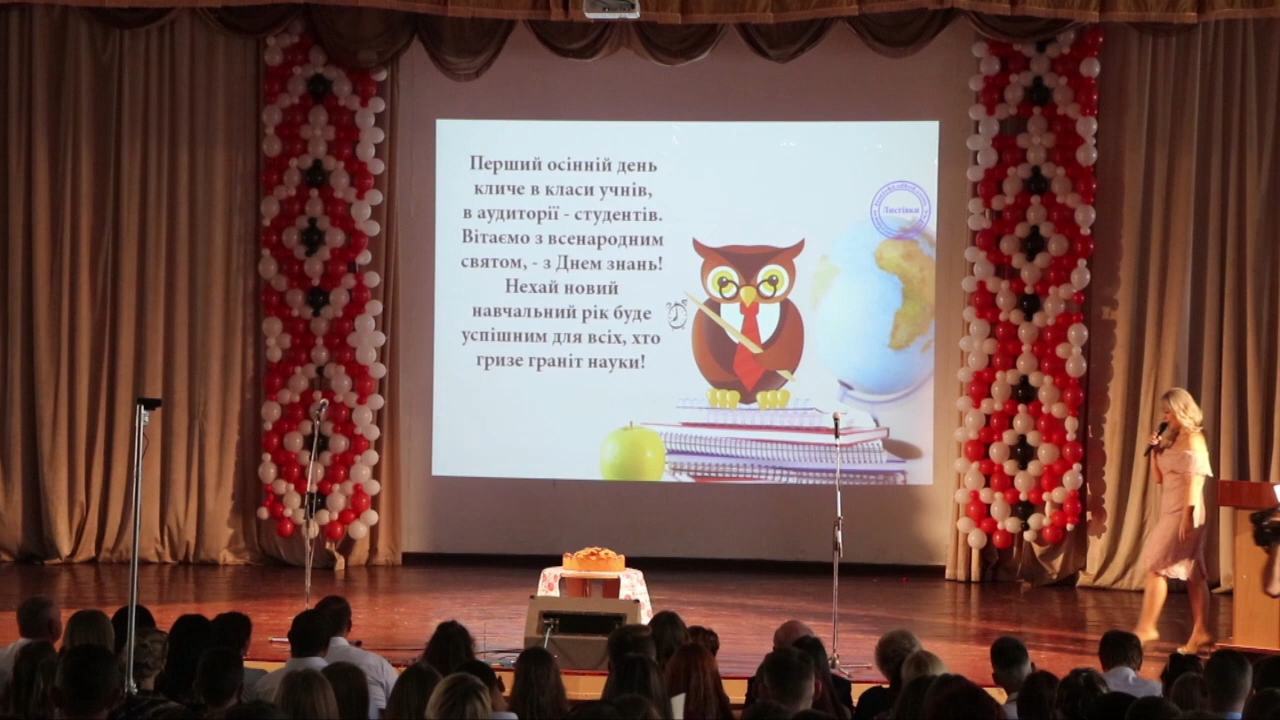 Перший осінній день
кличе в класи учнів,
в аудиторії - студентів.
Вітаємо з всенародним
святом, - з Днем знань!
Нехай новий
навчальний рік буде
успішним для всіх, хто
гризе граніт науки!
Листівки